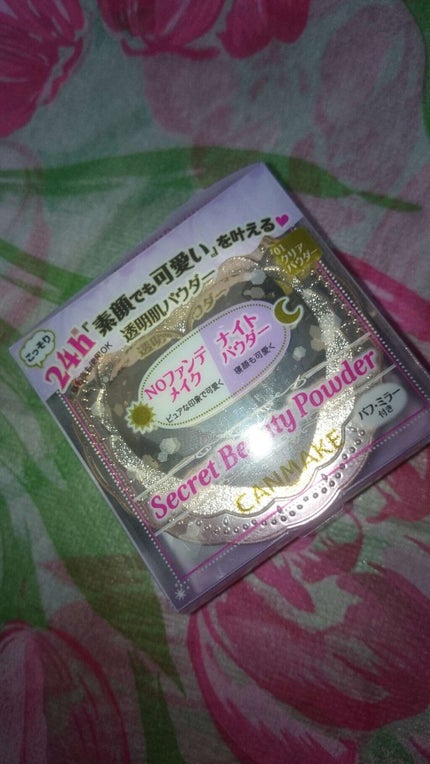 こっそり
24h「素顔でも可愛い」を叶える♥
透明肌パウダー
01
クリア
パウダー
NOファンデ
メイク
ピュアな印象で可愛く
ナイト
パウダー
寝顔も可愛く
Secret Beauty Powder
CANMAKE
パフ・ミラー
付き